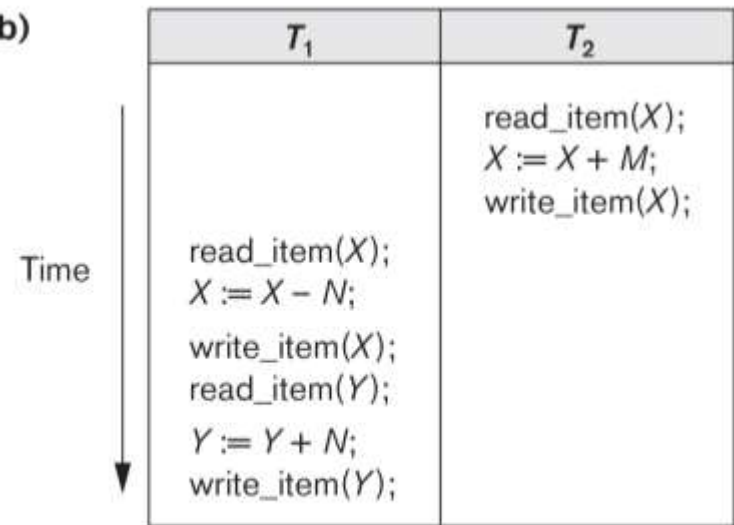 b)
T₁ T₂
read_item(X);
X := X + M;
write_item(X);
Time
read_item(X);
X := X – N;
write_item(X);
read_item(Y);
Y := Y + N;
write_item(Y);